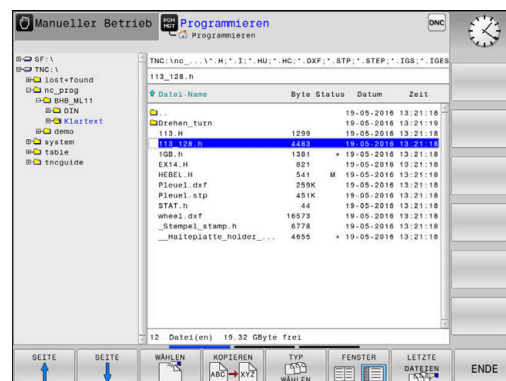 Manueller Betrieb
PGM MGT
Programmieren
Programmieren
DNC
SF:\
TNC:\
lost+found
nc_prog
BHB_ML11
DIN
Klartext
demo
system
table
tncguide
TNC:\nc_...\*.H;*.I;*.HU;*.HC;*.DXF;*.STP;*.STEP;*.IGS;*.IGES
113_128.h
Datei-Name Byte Status Datum Zeit
.. 19-05-2016 13:21:18
Drehen_turn 19-05-2016 13:21:19
113.H 1299 19-05-2016 13:21:18
113_128.h 4483 19-05-2016 13:21:18
1GB.h 1381 + 19-05-2016 13:21:18
EX14.H 821 19-05-2016 13:21:18
HEBEL.H 541 M 19-05-2016 13:21:18
Pleuel.dxf 259K 19-05-2016 13:21:18
Pleuel.stp 451K 19-05-2016 13:21:18
STAT.h 44 19-05-2016 13:21:18
wheel.dxf 16573 19-05-2016 13:21:18
_Stempel_stamp.h 6778 19-05-2016 13:21:18
__Halteplatte_holder_... 4655 + 19-05-2016 13:21:18
12 Datei(en) 19.32 GByte frei
SEITE SEITE WÄHLEN KOPIEREN TYP FENSTER LETZTE DATEIEN ENDE
ABC XYZ
WÄHLEN